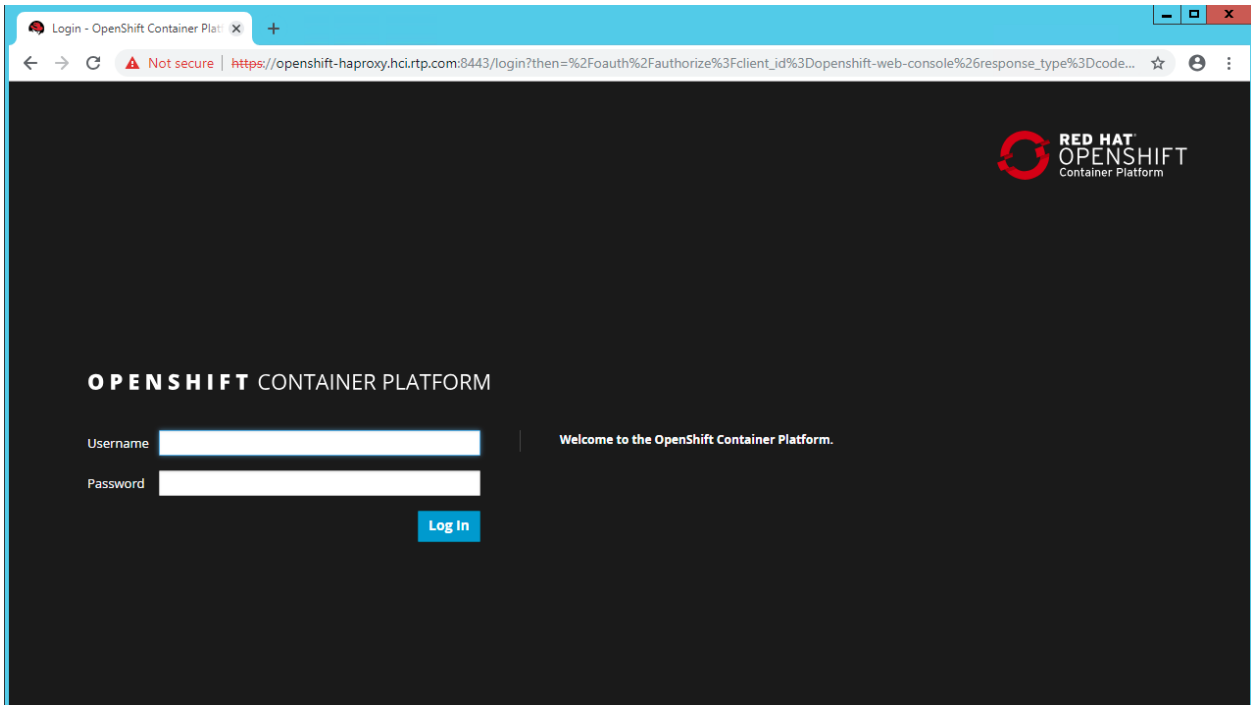 Login - OpenShift Container Plat
Not secure | https://openshift-haproxy.hci.rtp.com:8443/login?then=%2Foauth%2Fauthorize%3Fclient_id%3Dopenshift-web-console%26response_type%3Dcode...
RED HAT
OPENSHIFT
Container Platform
OPENSHIFT CONTAINER PLATFORM
Username
Welcome to the OpenShift Container Platform.
Password
Log In